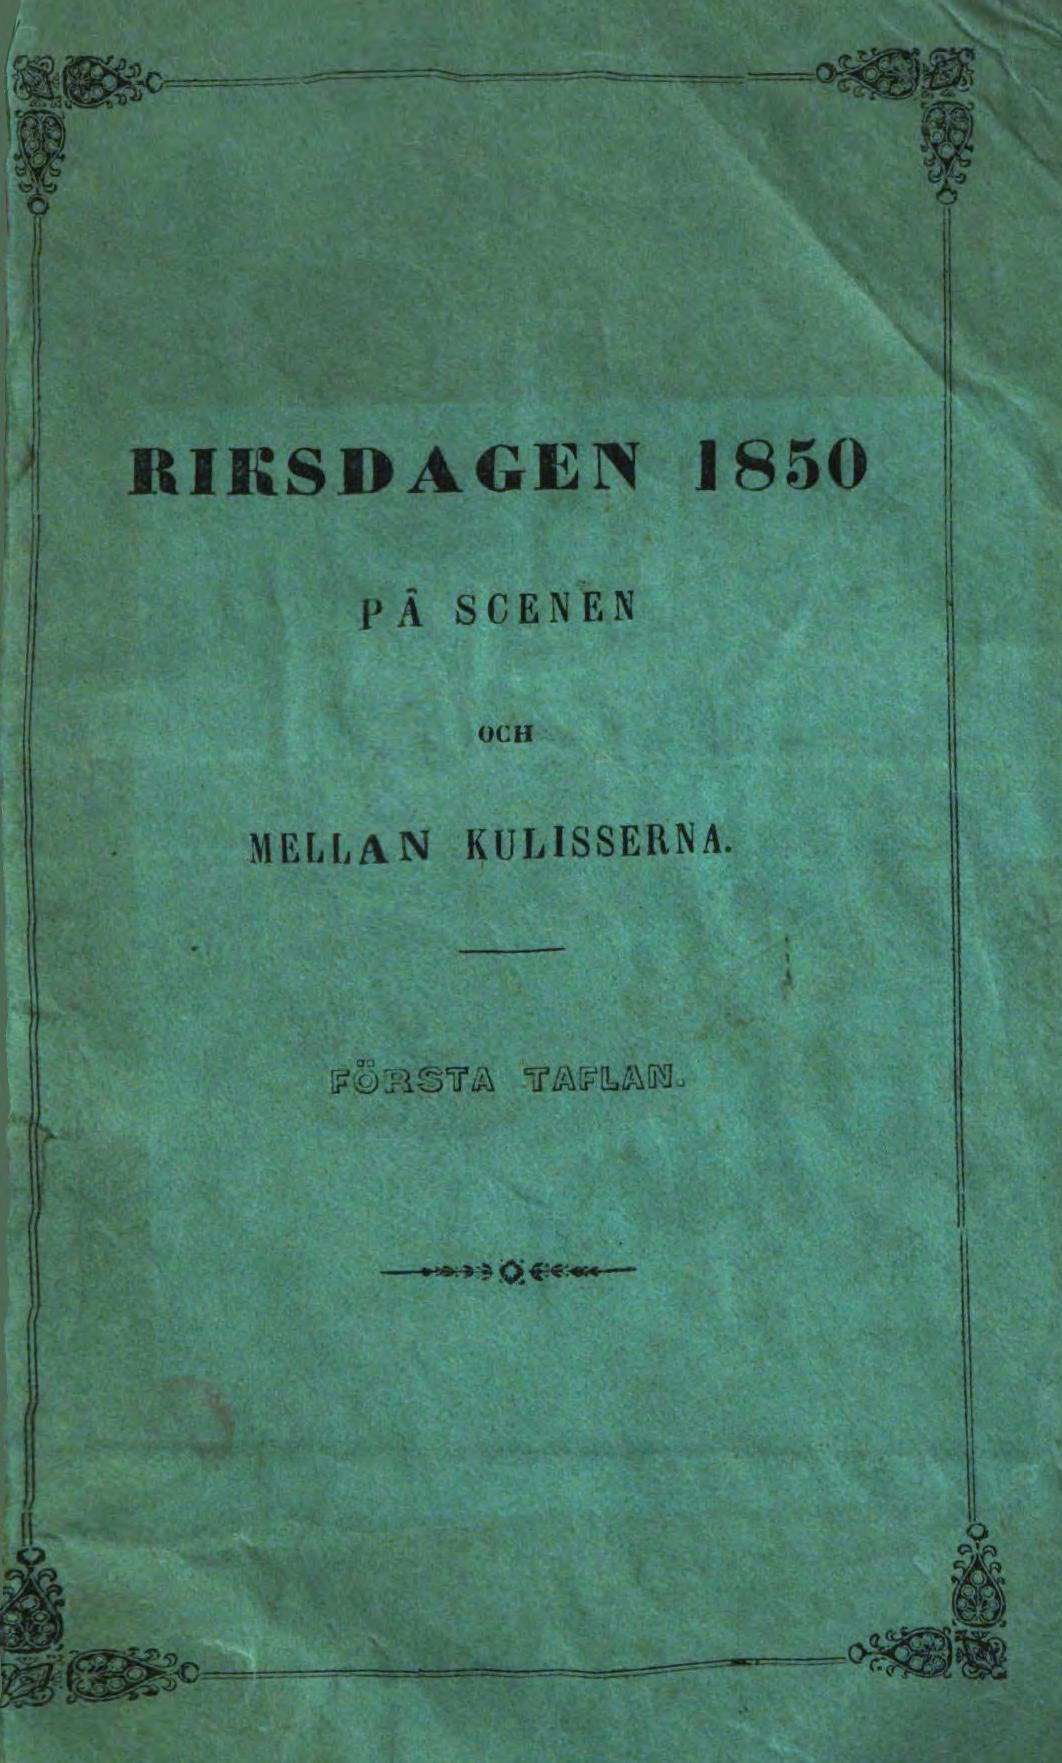 RIKSDAGEN 1850
PÅ SCENEN
OCH
MELLAN KULISSERNA.
FÖRSTA TAFLAN.